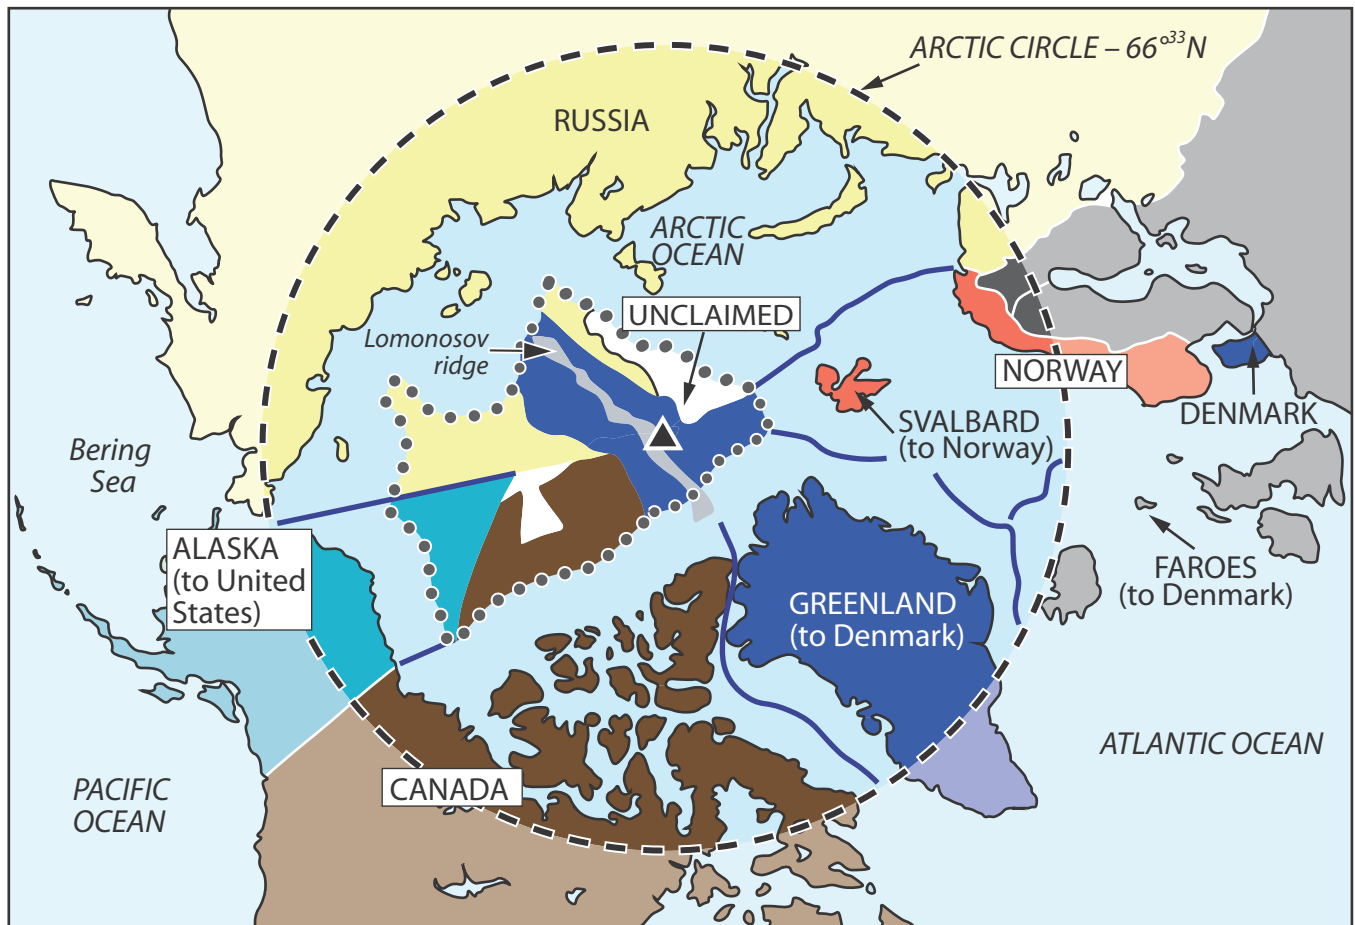 ARCTIC CIRCLE – 66°33N
RUSSIA
ARCTIC
OCEAN
UNCLAIMED
Lomonosov
ridge
NORWAY
SVALBARD
(to Norway)
DENMARK
Bering
Sea
ALASKA
(to United
States)
FAROES
(to Denmark)
GREENLAND
(to Denmark)
ATLANTIC OCEAN
CANADA
PACIFIC
OCEAN